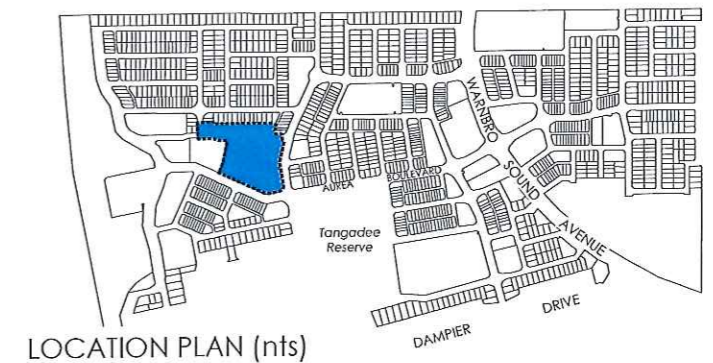 WARNBRO
SOUND
AVENUE
AUREA
BOULEVARD
Tangadee
Reserve
DRIVE
DAMPIER
LOCATION PLAN (nts)